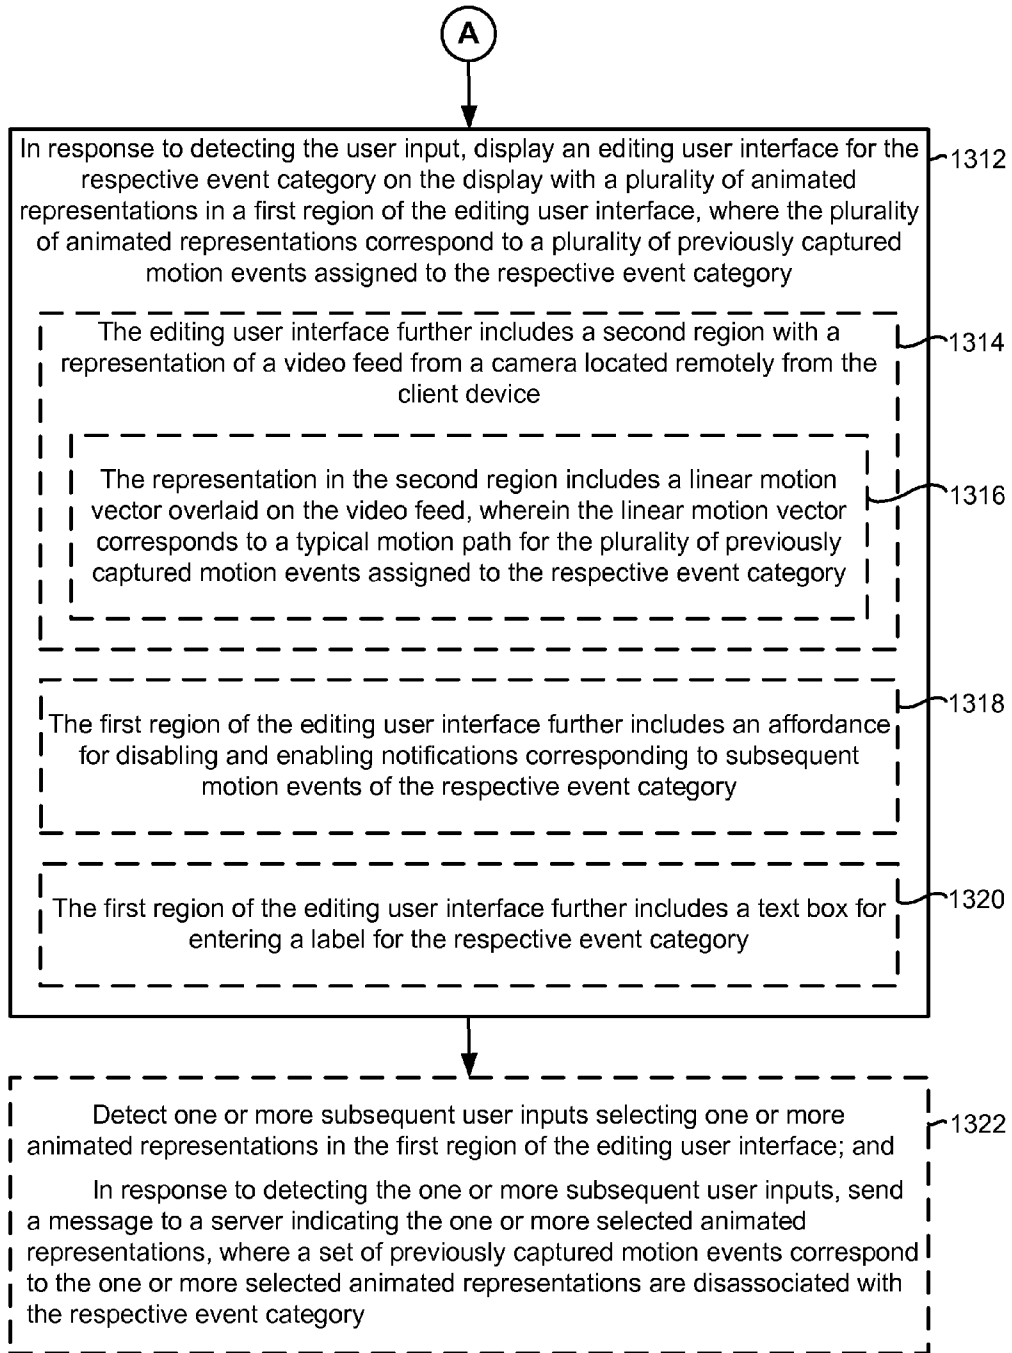 A
In response to detecting the user input, display an editing user interface for the
respective event category on the display with a plurality of animated
representations in a first region of the editing user interface, where the plurality
of animated representations correspond to a plurality of previously captured
motion events assigned to the respective event category
1312
The editing user interface further includes a second region with a
representation of a video feed from a camera located remotely from the
client device
1314
The representation in the second region includes a linear motion
vector overlaid on the video feed, wherein the linear motion vector
corresponds to a typical motion path for the plurality of previously
captured motion events assigned to the respective event category
1316
The first region of the editing user interface further includes an affordance
for disabling and enabling notifications corresponding to subsequent
motion events of the respective event category
1318
The first region of the editing user interface further includes a text box for
entering a label for the respective event category
1320
Detect one or more subsequent user inputs selecting one or more
animated representations in the first region of the editing user interface; and
In response to detecting the one or more subsequent user inputs, send
a message to a server indicating the one or more selected animated
representations, where a set of previously captured motion events correspond
to the one or more selected animated representations are disassociated with
the respective event category
1322